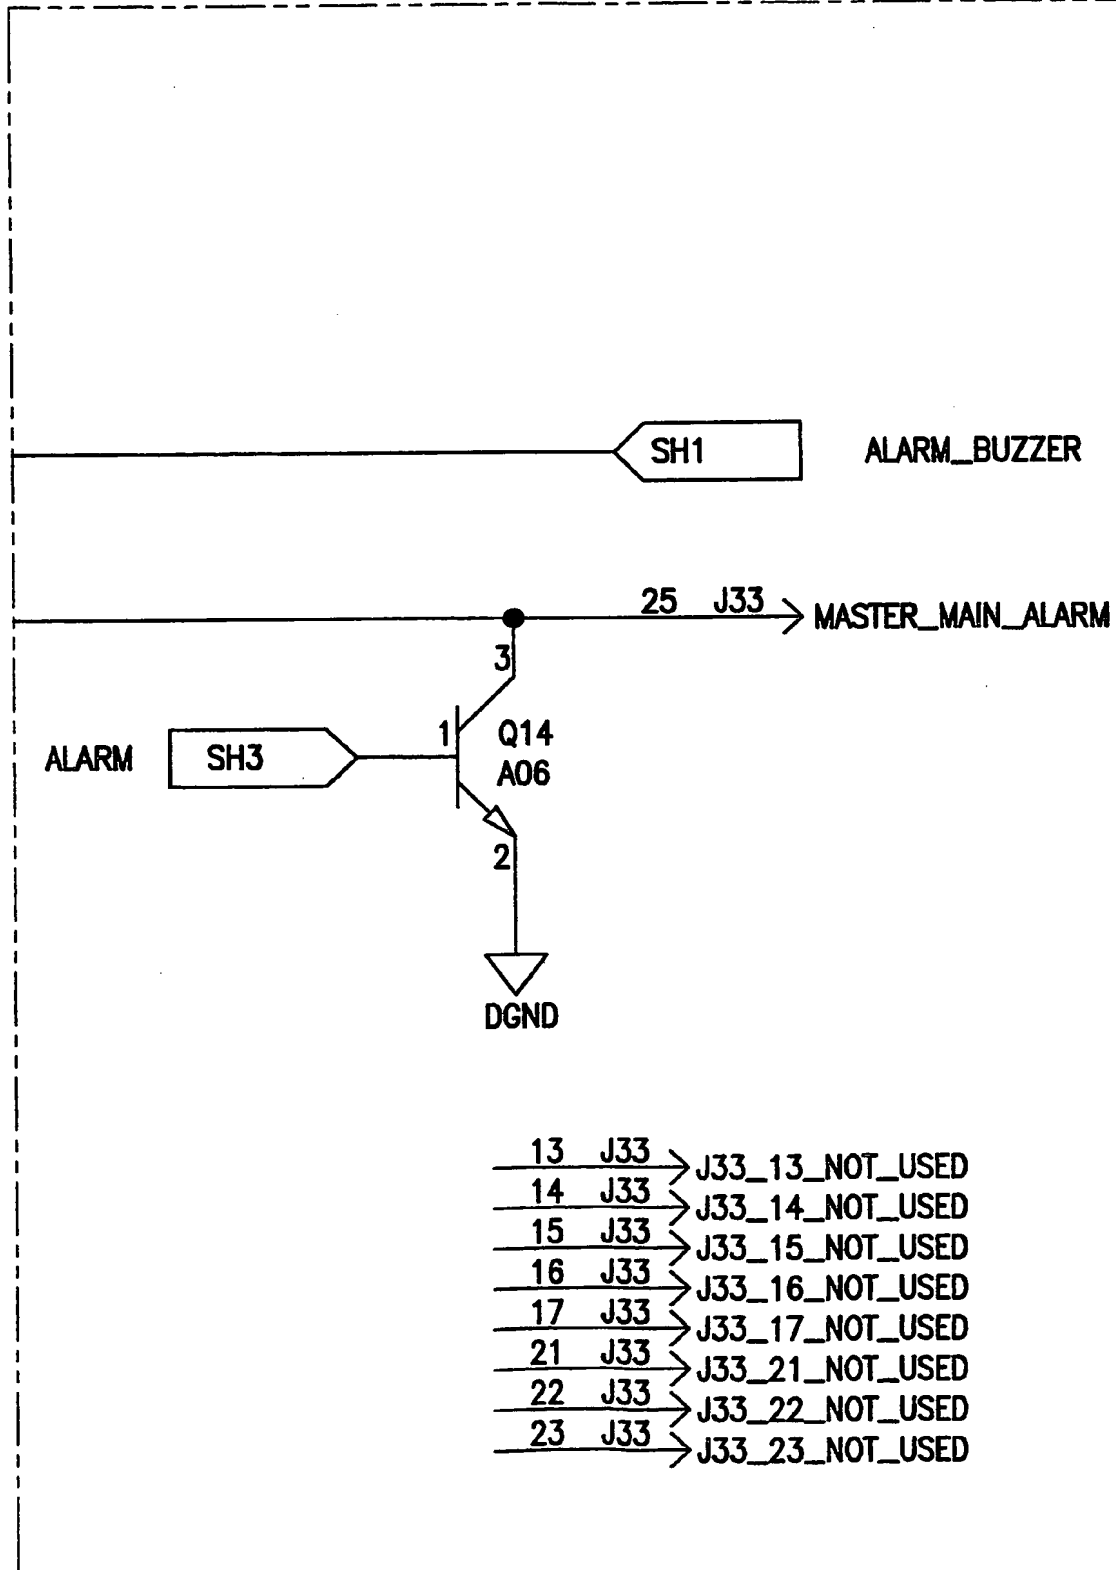 SH1 ALARM_BUZZER
25 J33 MASTER_MAIN_ALARM
3
1 Q14
ALARM SH3 A06
2
DGND
13 J33 J33_13_NOT_USED
14 J33 J33_14_NOT_USED
15 J33 J33_15_NOT_USED
16 J33 J33_16_NOT_USED
17 J33 J33_17_NOT_USED
21 J33 J33_21_NOT_USED
22 J33 J33_22_NOT_USED
23 J33 J33_23_NOT_USED